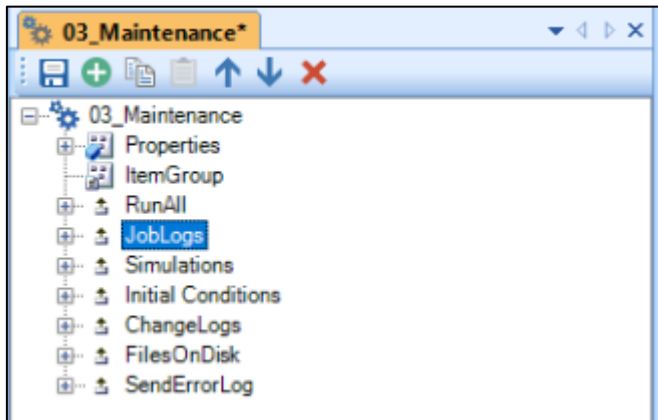 03_Maintenance*
03_Maintenance
Properties
ItemGroup
RunAll
JobLogs
Simulations
Initial Conditions
ChangeLogs
FilesOnDisk
SendErrorLog